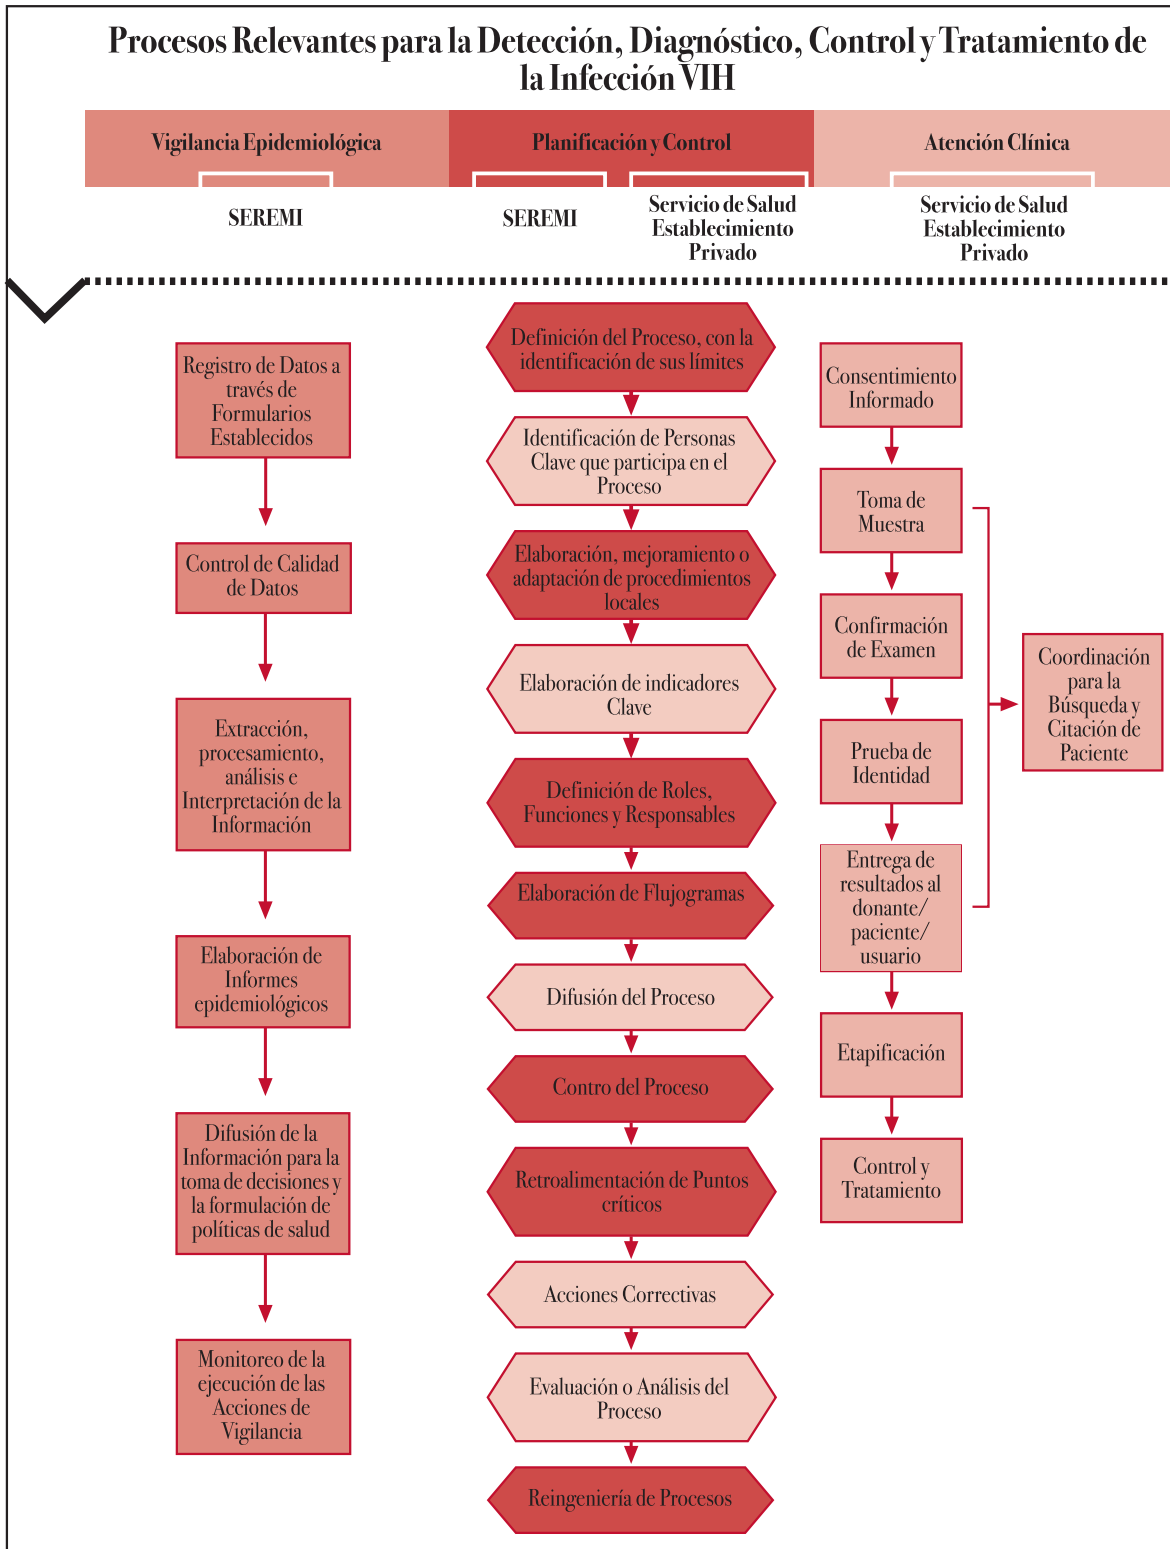 Procesos Relevantes para la Detección, Diagnóstico, Control y Tratamiento de
la Infección VIH
Vigilancia Epidemiológica
Planificación y Control
Atención Clínica
SEREMI
SEREMI
Servicio de Salud
Establecimiento
Privado
Servicio de Salud
Establecimiento
Privado
Registro de Datos a
través de
Formularios
Establecidos
Control de Calidad
de Datos
Extracción,
procesamiento,
análisis e
Interpretación de la
Información
Elaboración de
Informes
epidemiológicos
Difusión de la
Información para la
toma de decisiones y
la formulación de
políticas de salud
Monitoreo de la
ejecución de las
Acciones de
Vigilancia
Definición del Proceso, con la
identificación de sus límites
Identificación de Personas
Clave que participa en el
Proceso
Elaboración, mejoramiento o
adaptación de procedimientos
locales
Elaboración de indicadores
Clave
Definición de Roles,
Funciones y Responsables
Elaboración de Flujogramas
Difusión del Proceso
Contro del Proceso
Retroalimentación de Puntos
críticos
Acciones Correctivas
Evaluación o Análisis del
Proceso
Reingeniería de Procesos
Consentimiento
Informado
Toma de
Muestra
Confirmación
de Examen
Prueba de
Identidad
Entrega de
resultados al
donante/
paciente/
usuario
Etapificación
Control y
Tratamiento
Coordinación
para la
Búsqueda y
Citación de
Paciente